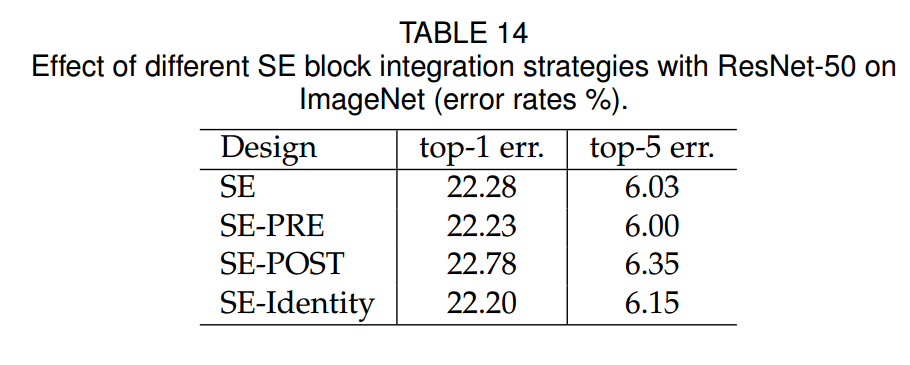 TABLE 14
Effect of different SE block integration strategies with ResNet-50 on
ImageNet (error rates %).
Design top-1 err. top-5 err.
SE 22.28 6.03
SE-PRE 22.23 6.00
SE-POST 22.78 6.35
SE-Identity 22.20 6.15